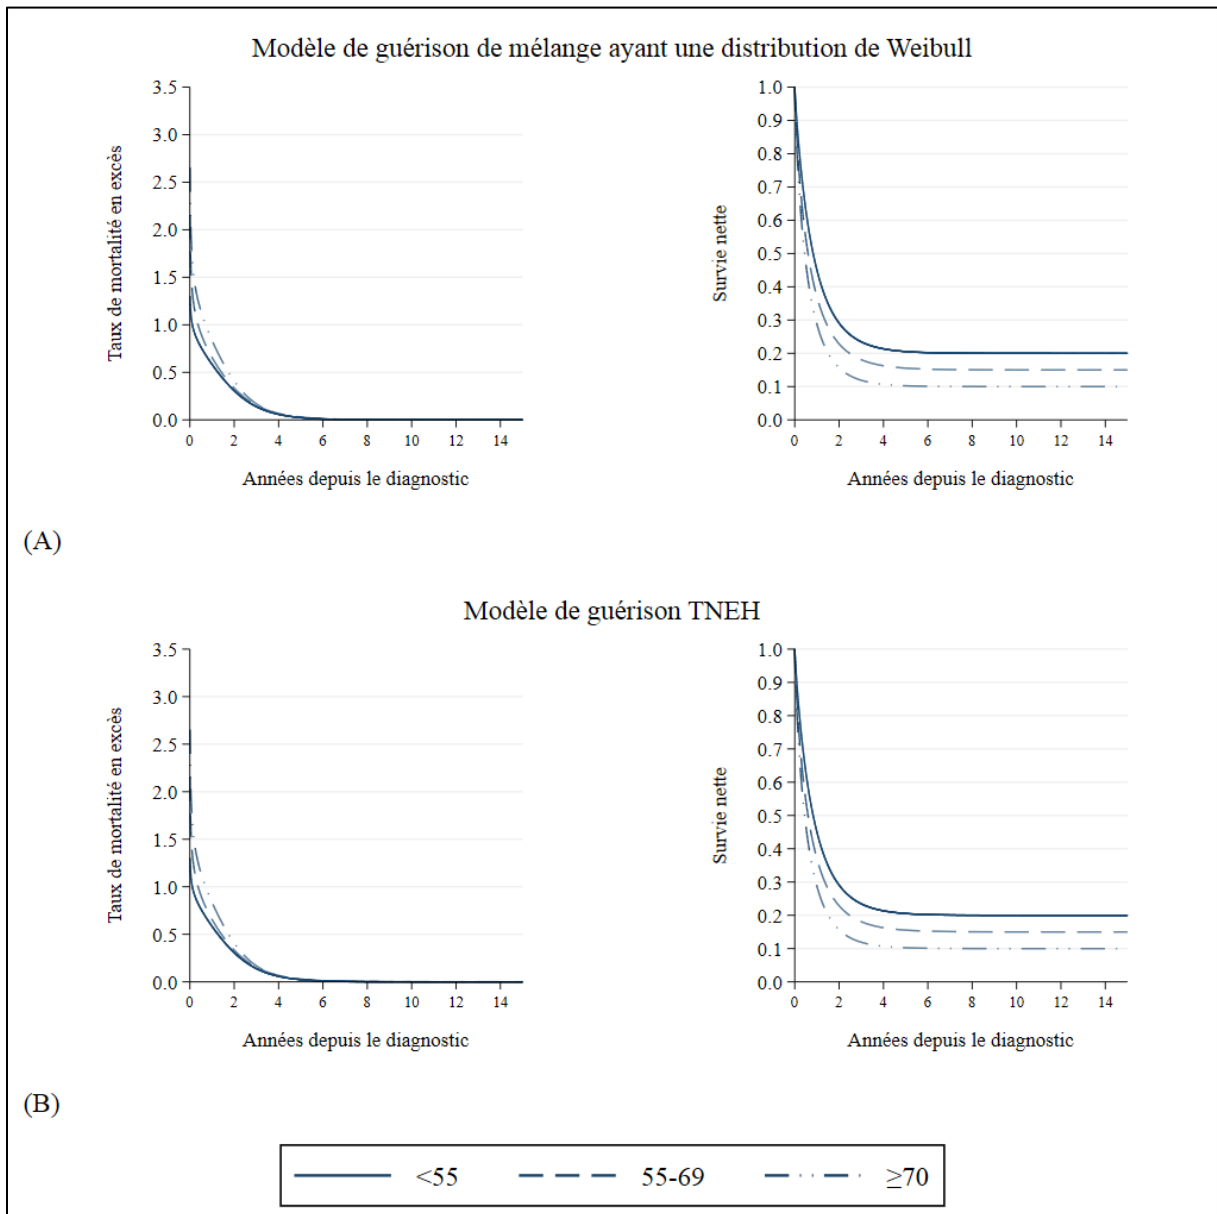 Modèle de guérison de mélange ayant une distribution de Weibull
Taux de mortalité en excès
3.5
3.0
2.5
2.0
1.5
1.0
0.5
0.0
0 2 4 6 8 10 12 14
Années depuis le diagnostic
Survie nette
1.0
0.9
0.8
0.7
0.6
0.5
0.4
0.3
0.2
0.1
0.0
0 2 4 6 8 10 12 14
Années depuis le diagnostic
(A)
Modèle de guérison TNEH
Taux de mortalité en excès
3.5
3.0
2.5
2.0
1.5
1.0
0.5
0.0
0 2 4 6 8 10 12 14
Années depuis le diagnostic
Survie nette
1.0
0.9
0.8
0.7
0.6
0.5
0.4
0.3
0.2
0.1
0.0
0 2 4 6 8 10 12 14
Années depuis le diagnostic
(B)
<55 55-69 ≥70